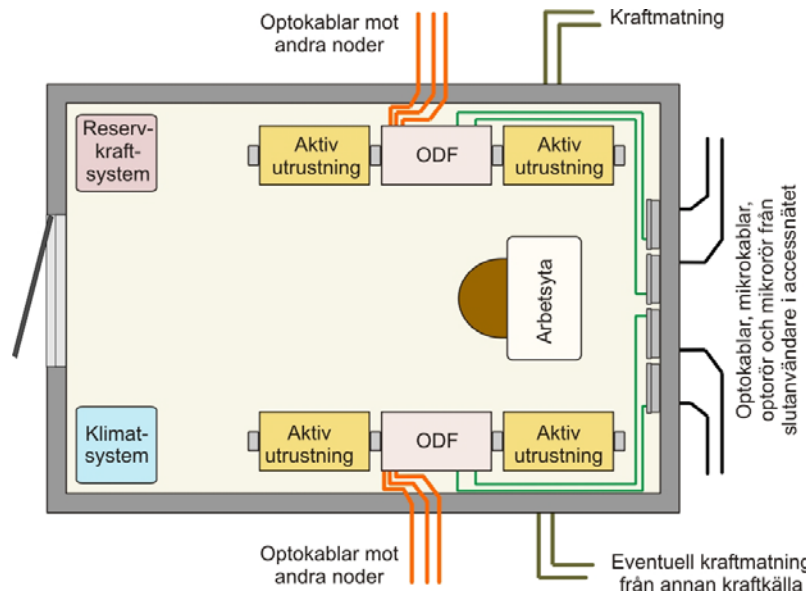 Optokablar mot
andra noder
Kraftmatning
Reserv-
kraft-
system
Aktiv
utrustning
ODF
Aktiv
utrustning
Arbetsyta
Optokablar, mikrokablar,
optorör och mikrorör från
slutanvändare i accessnätet
Klimat-
system
Aktiv
utrustning
ODF
Aktiv
utrustning
Optokablar mot
andra noder
Eventuell kraftmatning
från annan kraftkälla